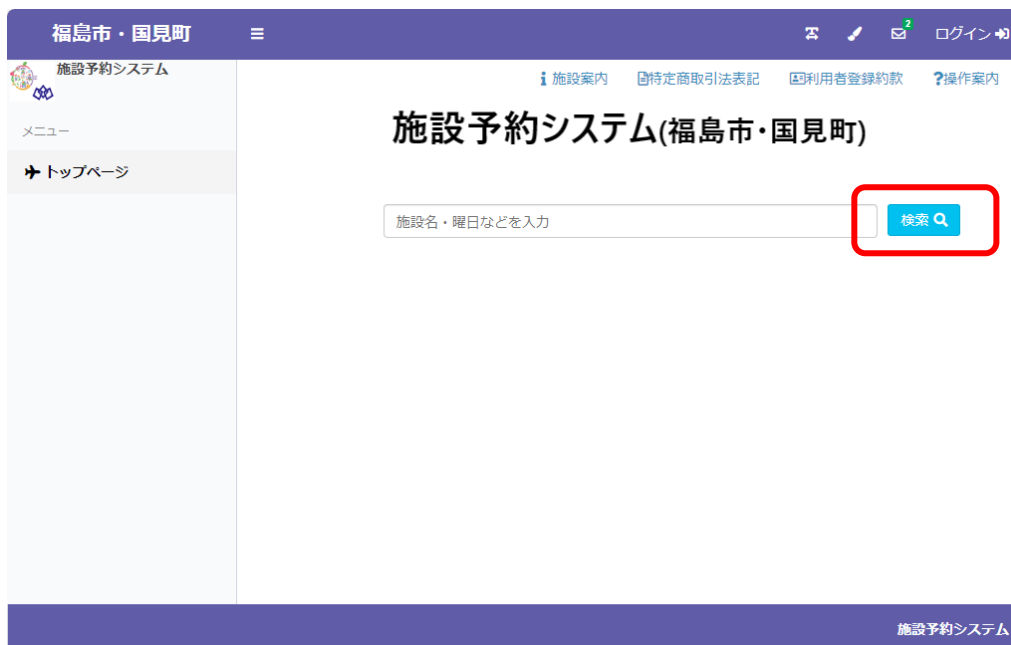 福島市・国見町
2
ログイン
施設予約システム
施設案内 特定商取引法表記 利用者登録約款 ?操作案内
メニュー
トップページ
施設予約システム(福島市・国見町)
施設名・曜日などを入力 検索
施設予約システム